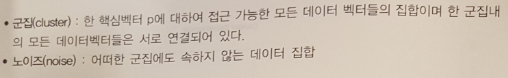 • 군집(cluster) : 한 핵심벡터 p에 대하여 접근 가능한 모든 데이터 벡터들의 집합이며 한 군집내
의 모든 데이터벡터들은 서로 연결되어 있다.
• 노이즈(noise) : 어떠한 군집에도 속하지 않는 데이터 집합